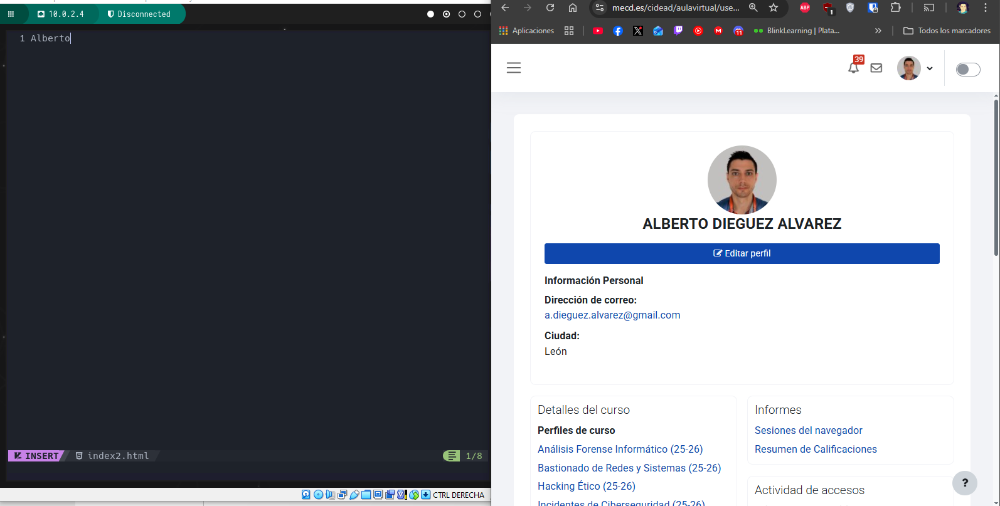 10.0.2.4
Disconnected
1 Alberto
INSERT
index2.html
1/8
CTRL DERECHA
mecd.es/cidead/aulavirtual/use...
ABP
1
Aplicaciones
11
BlinkLearning | Plata...
»
Todos los marcadores
39
ALBERTO DIEGUEZ ALVAREZ
Editar perfil
Información Personal
Dirección de correo:
a.dieguez.alvarez@gmail.com
Ciudad:
León
Detalles del curso
Perfiles de curso
Análisis Forense Informático (25-26)
Bastionado de Redes y Sistemas (25-26)
Hacking Ético (25-26)
Incidentes de Ciberseguridad (25-26)
Informes
Sesiones del navegador
Resumen de Calificaciones
Actividad de accesos
?